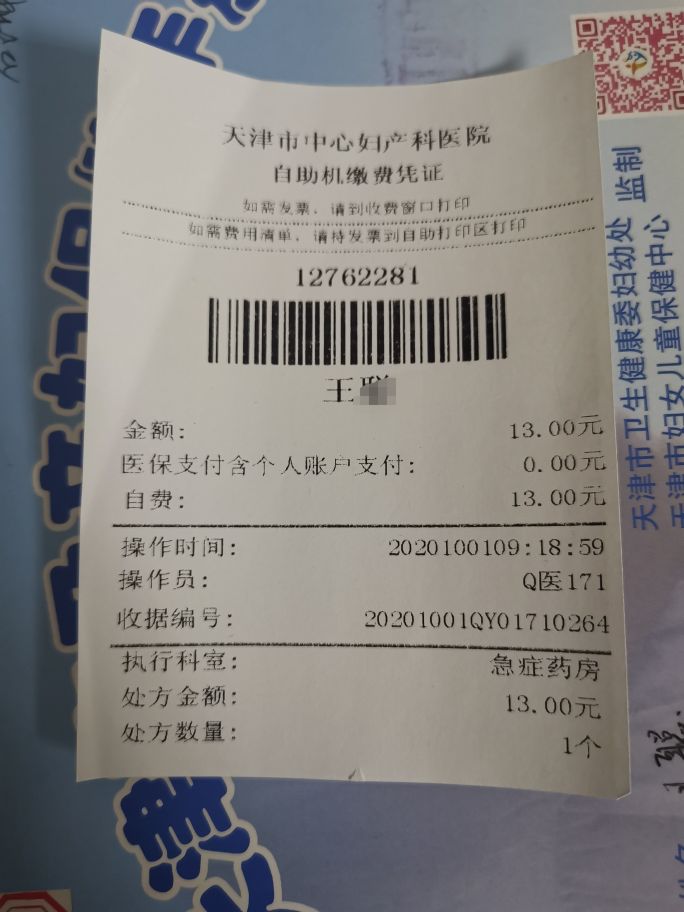 天津市中心妇产科医院
自助机缴费凭证
如需发票，请到收费窗口打印
如需费用清单，请持发票到自助打印区打印
12762281
王联
金额: 13.00元
医保支付含个人账户支付: 0.00元
自费: 13.00元
操作时间: 2020100109:18:59
操作员: Q医171
收据编号: 20201001QY01710264
执行科室: 急症药房
处方金额: 13.00元
处方数量: 1个
天津市卫生健康委妇幼处 监制
天津市妇女儿童保健中心